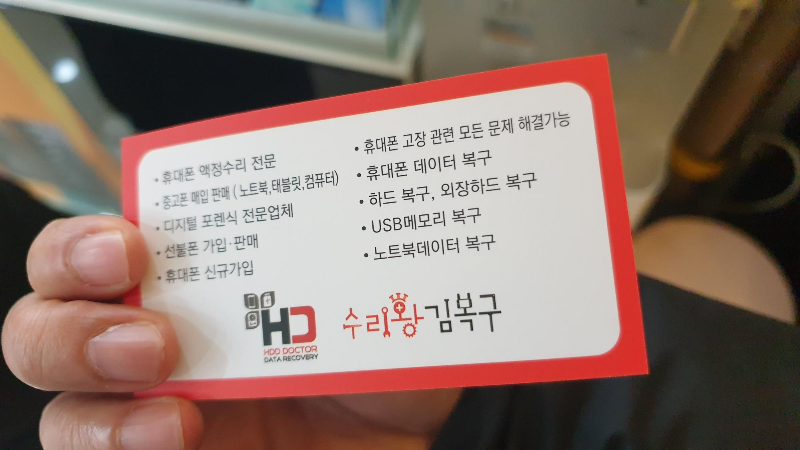 • 휴대폰 액정수리 전문
• 중고폰 매입 판매 (노트북,태블릿,컴퓨터)
• 디지털 포렌식 전문업체
• 선불폰 가입·판매
• 휴대폰 신규가입
• 휴대폰 고장 관련 모든 문제 해결가능
• 휴대폰 데이터 복구
• 하드 복구, 외장하드 복구
• USB메모리 복구
• 노트북데이터 복구
HD
HDD DOCTOR
DATA RECOVERY
수리왕김복구